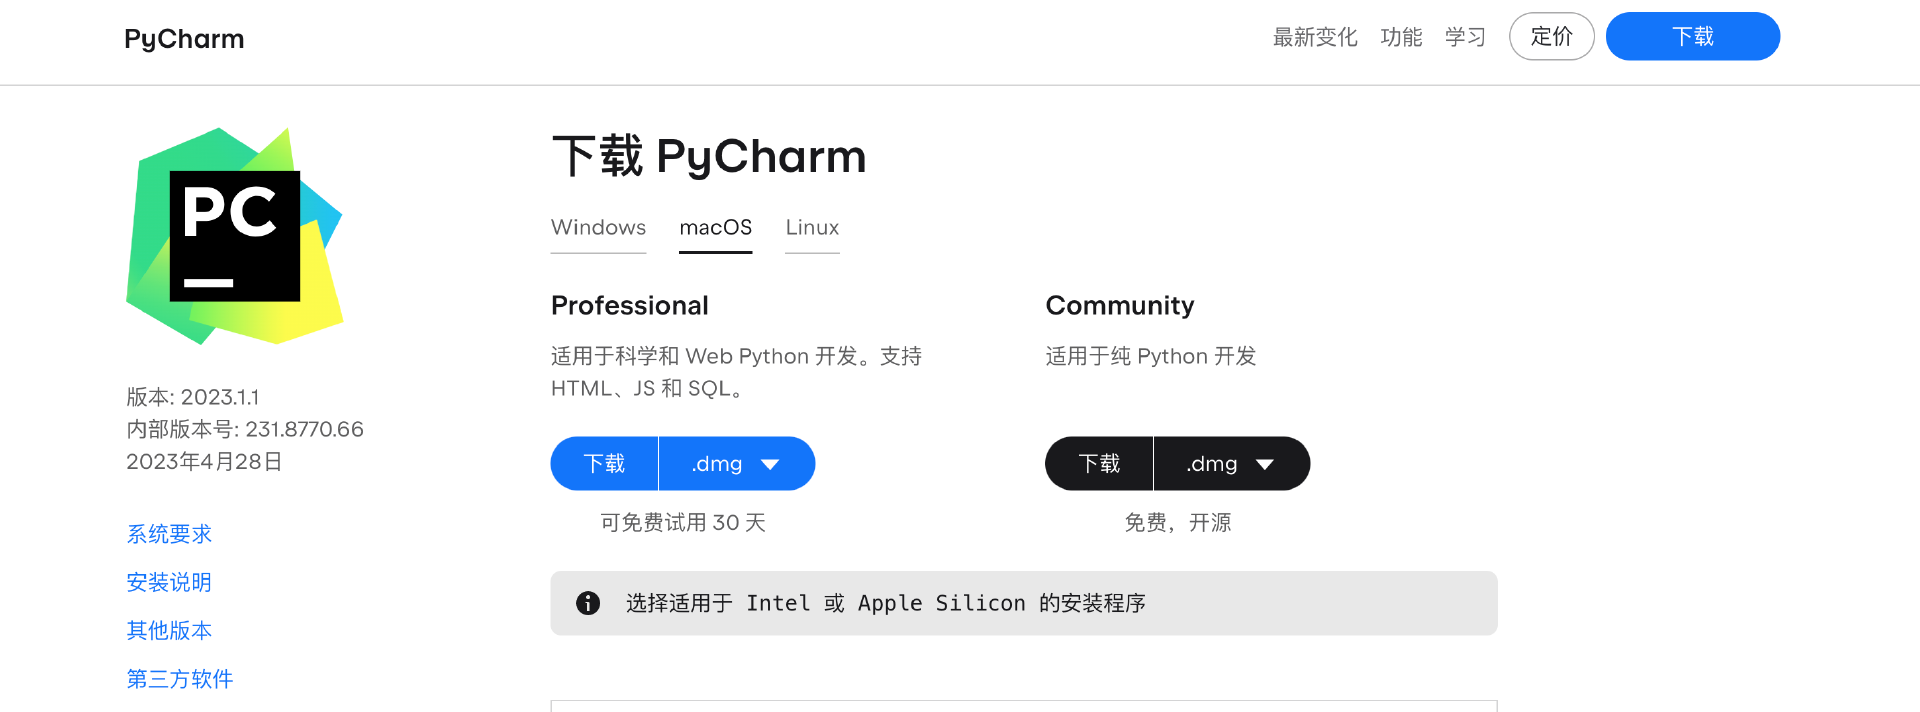 PyCharm
最新变化 功能 学习 定价 下载
PC
版本: 2023.1.1
内部版本号: 231.8770.66
2023年4月28日
系统要求
安装说明
其他版本
第三方软件
下载 PyCharm
Windows macOS Linux
Professional
适用于科学和 Web Python 开发。支持
HTML、JS 和 SQL。
下载 .dmg
可免费试用 30 天
Community
适用于纯 Python 开发
下载 .dmg
免费，开源
选择适用于 Intel 或 Apple Silicon 的安装程序